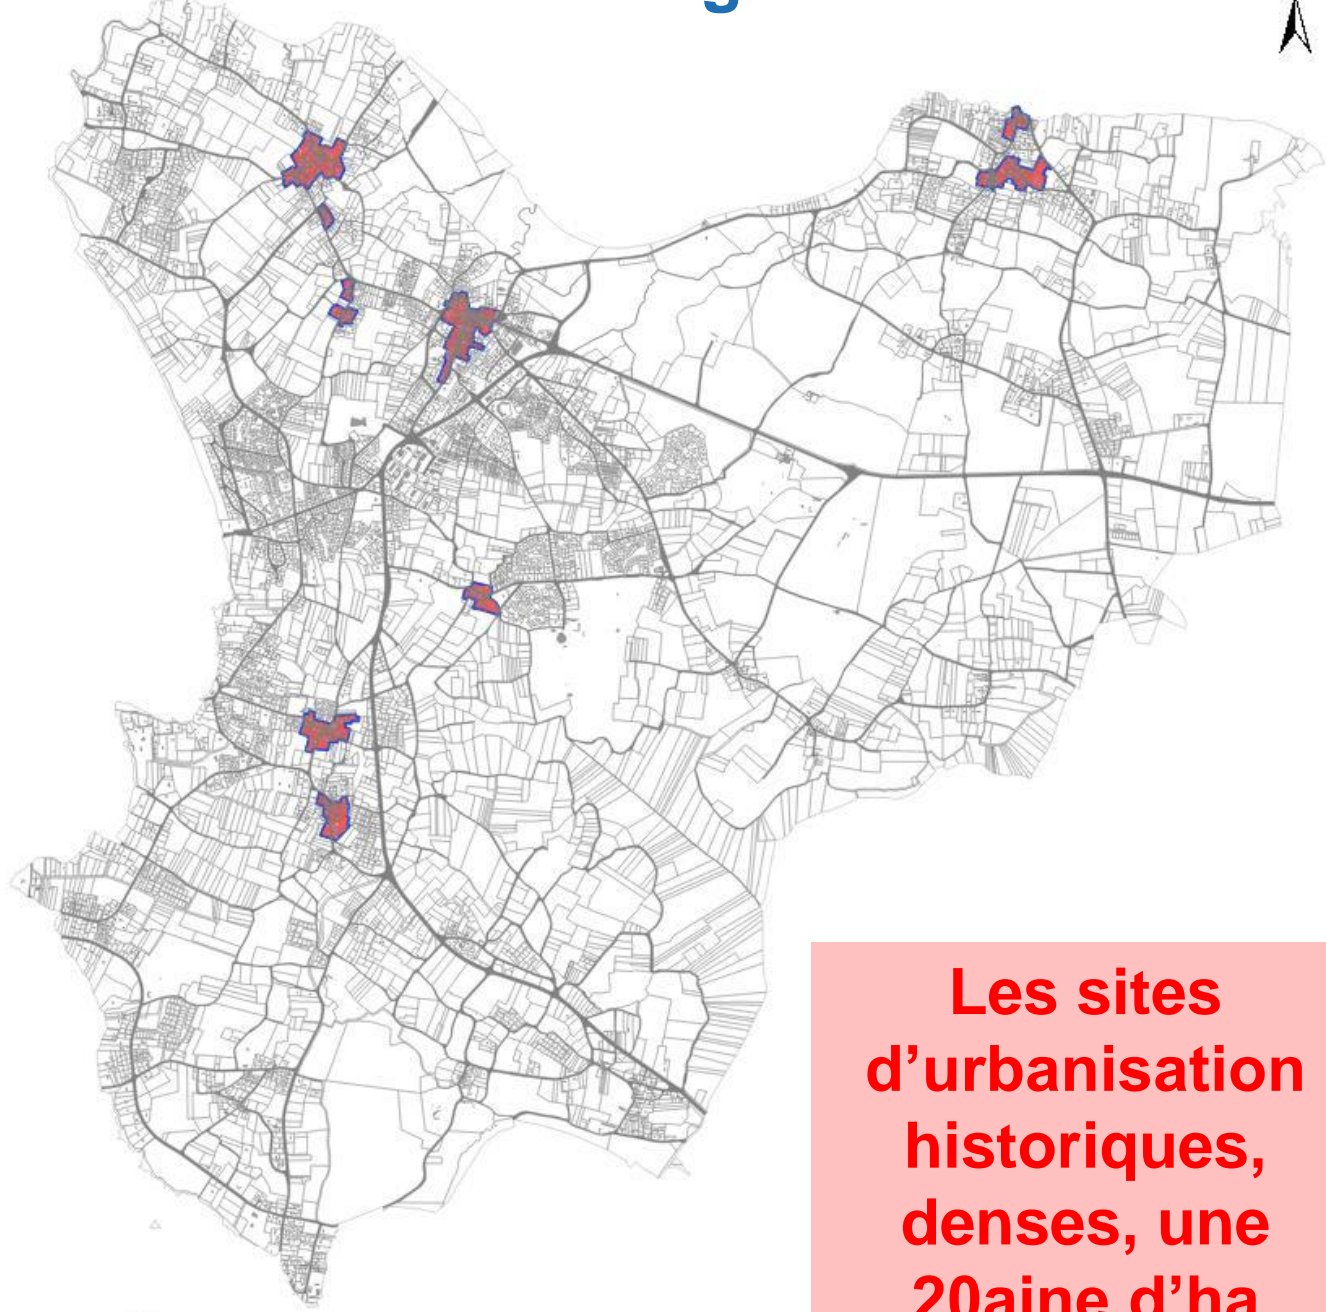 g
Les sites
d’urbanisation
historiques,
denses, une
20aine d’ha